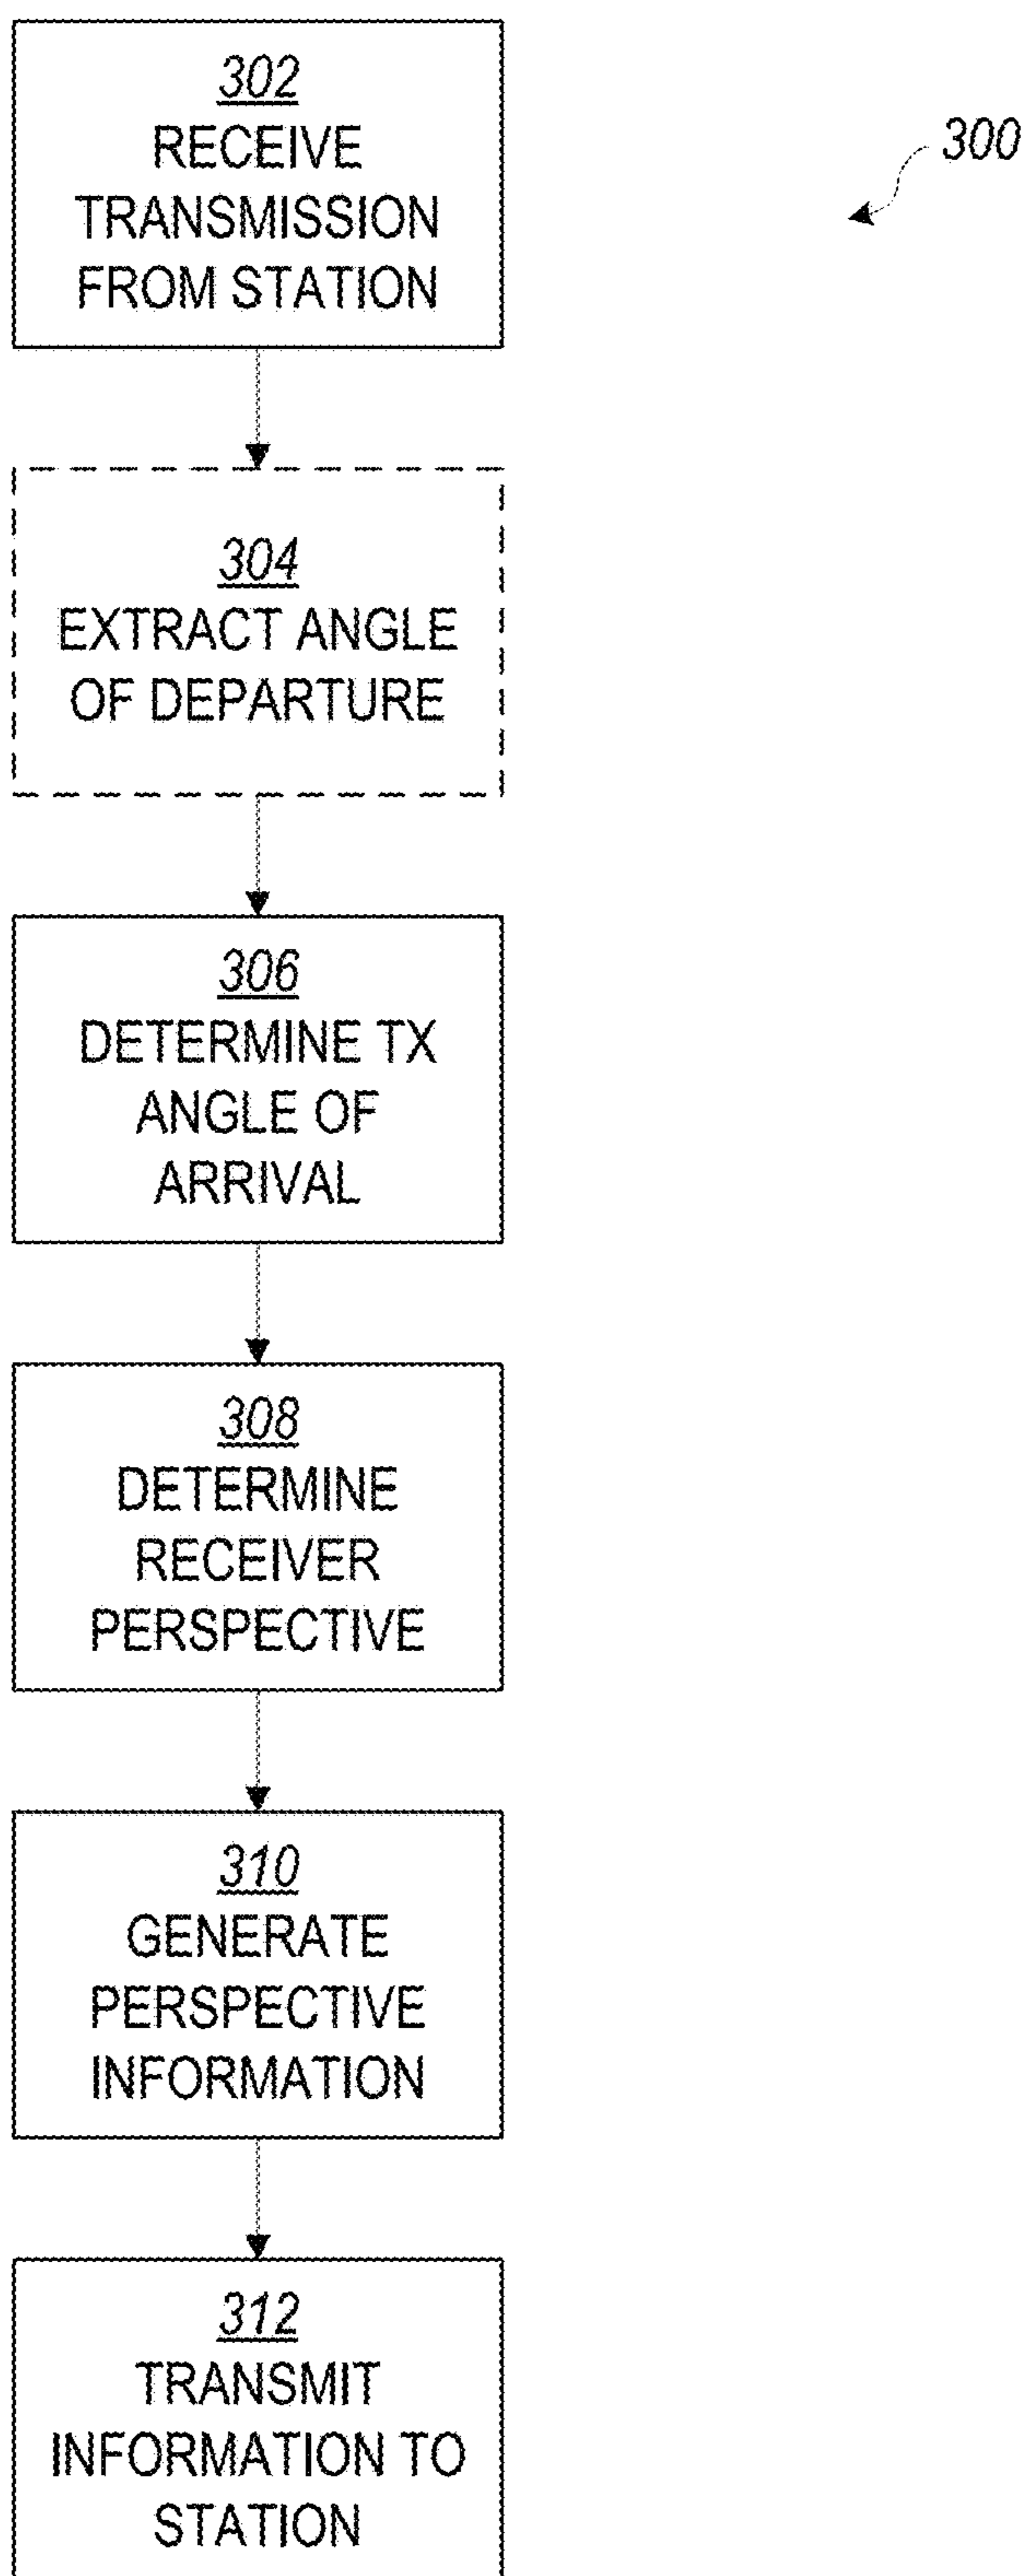 302
RECEIVE
TRANSMISSION
FROM STATION
300
304
EXTRACT ANGLE
OF DEPARTURE
306
DETERMINE TX
ANGLE OF
ARRIVAL
308
DETERMINE
RECEIVER
PERSPECTIVE
310
GENERATE
PERSPECTIVE
INFORMATION
312
TRANSMIT
INFORMATION TO
STATION